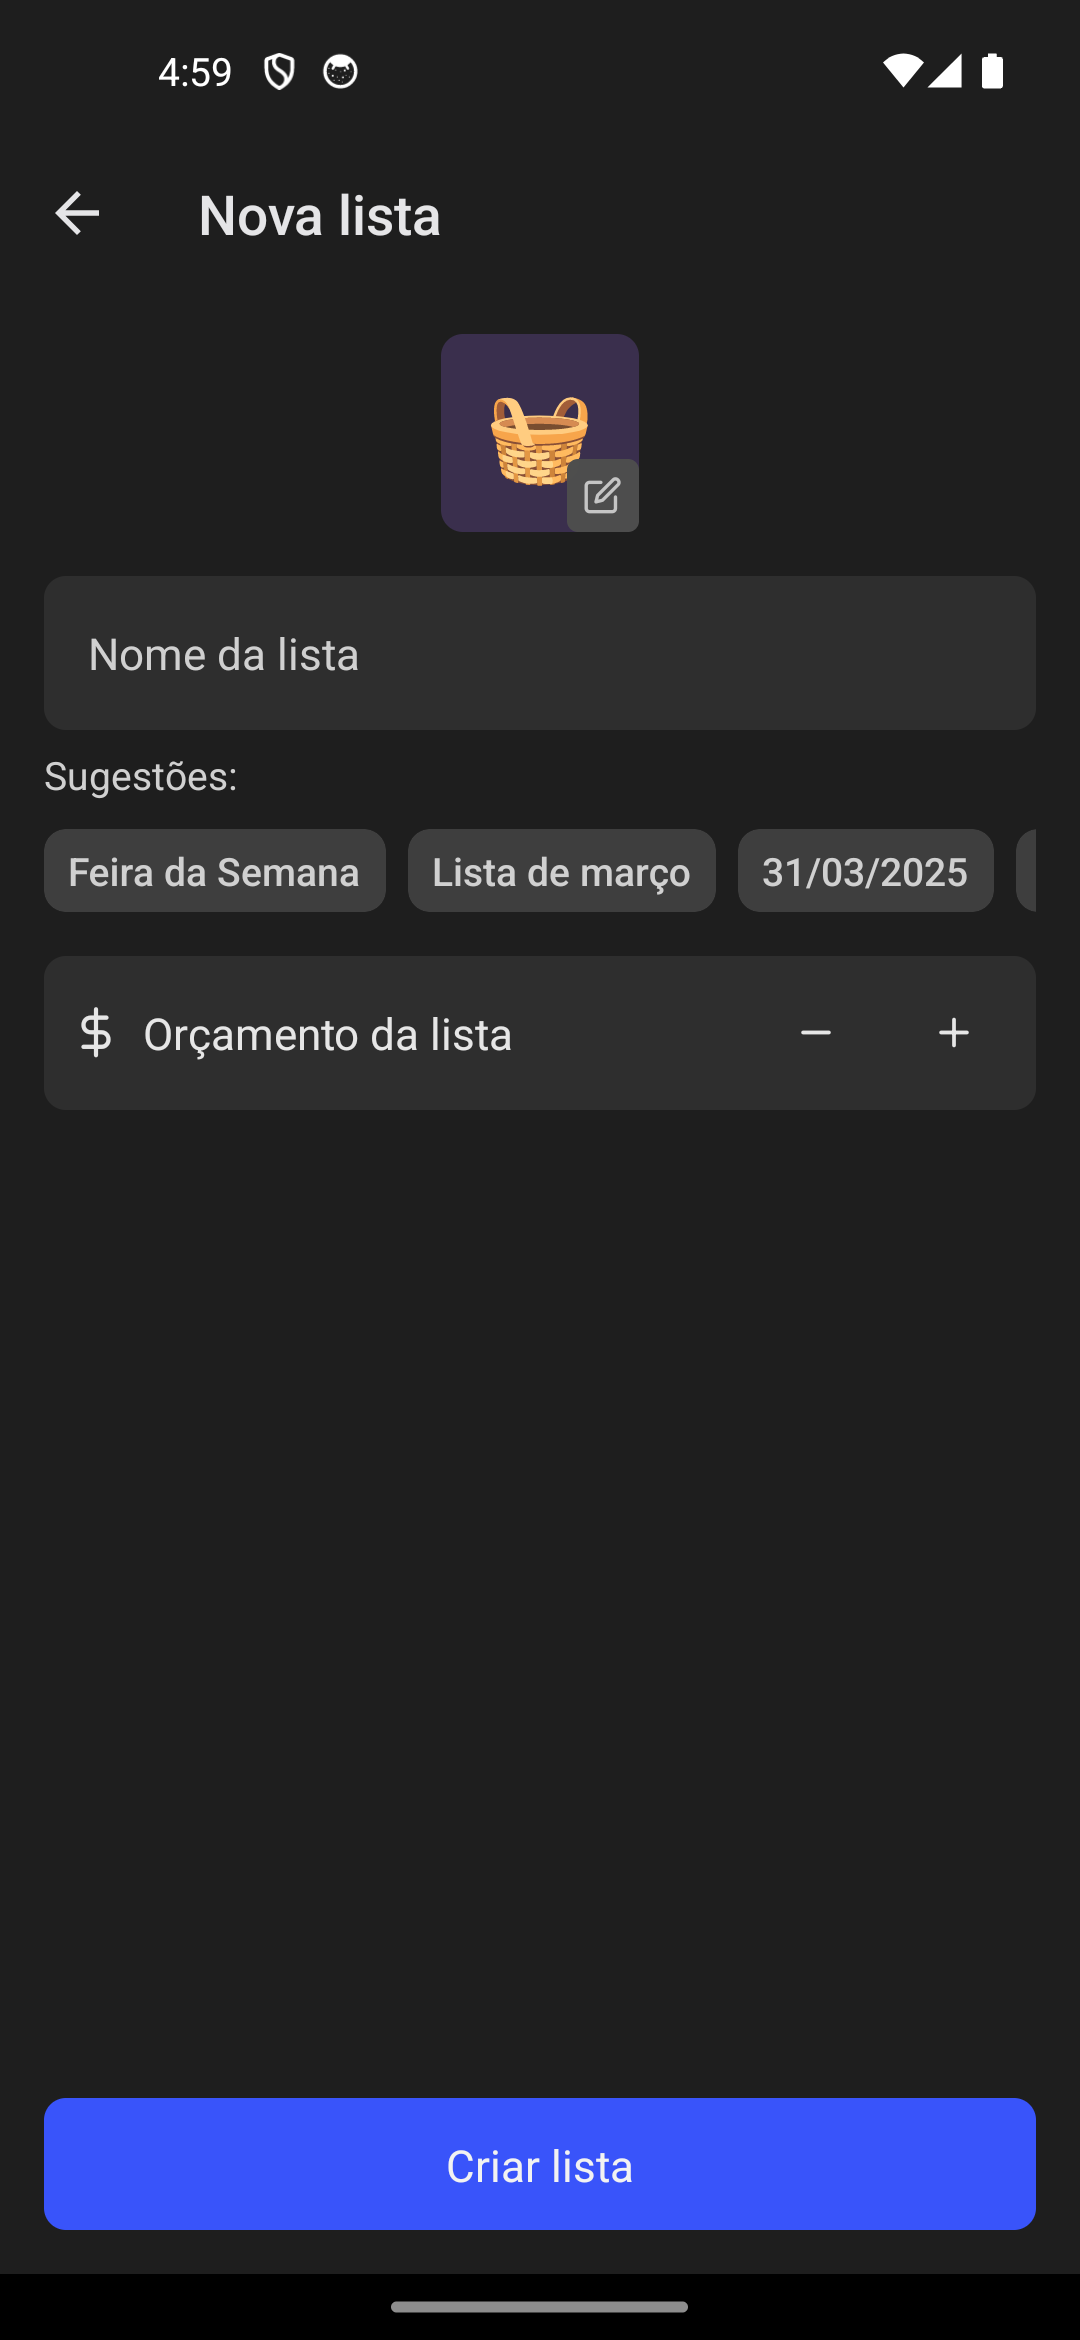 4:59
Nova lista
Nome da lista
Sugestões:
Feira da Semana
Lista de março
31/03/2025
$ Orçamento da lista − +
Criar lista